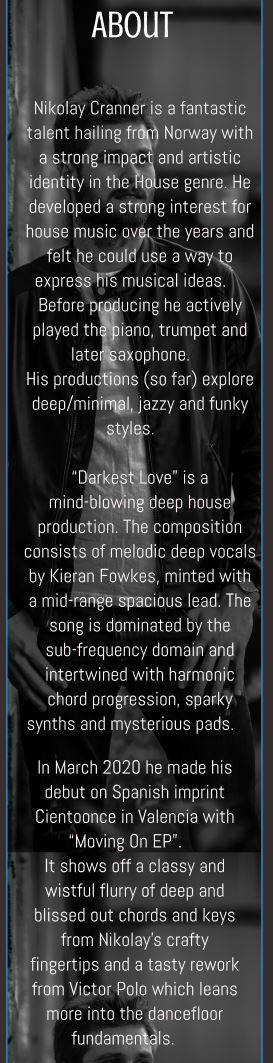 ABOUT
Nikolay Cranner is a fantastic
talent hailing from Norway with
a strong impact and artistic
identity in the House genre. He
developed a strong interest for
house music over the years and
felt he could use a way to
express his musical ideas.
Before producing he actively
played the piano, trumpet and
later saxophone.
His productions (so far) explore
deep/minimal, jazzy and funky
styles.
“Darkest Love” is a
mind-blowing deep house
production. The composition
consists of melodic deep vocals
by Kieran Fowkes, minted with
a mid-range spacious lead. The
song is dominated by the
sub-frequency domain and
intertwined with harmonic
chord progression, sparky
synths and mysterious pads.
In March 2020 he made his
debut on Spanish imprint
Cientoonce in Valencia with
“Moving On EP”.
It shows off a classy and
wistful flurry of deep and
blissed out chords and keys
from Nikolay’s crafty
fingertips and a tasty rework
from Victor Polo which leans
more into the dancefloor
fundamentals.